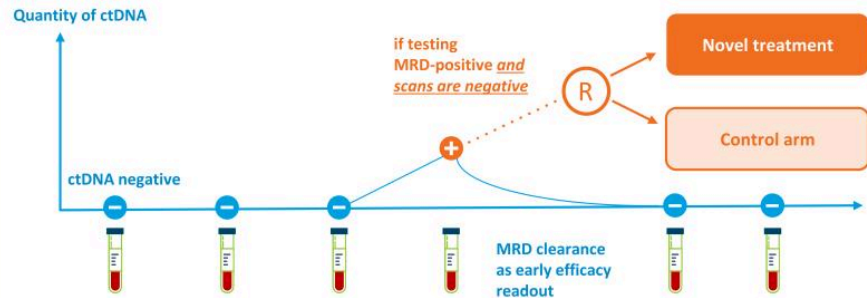 Quantity of ctDNA
if testing
MRD-positive and
scans are negative
R
Novel treatment
Control arm
ctDNA negative
MRD clearance
as early efficacy
readout